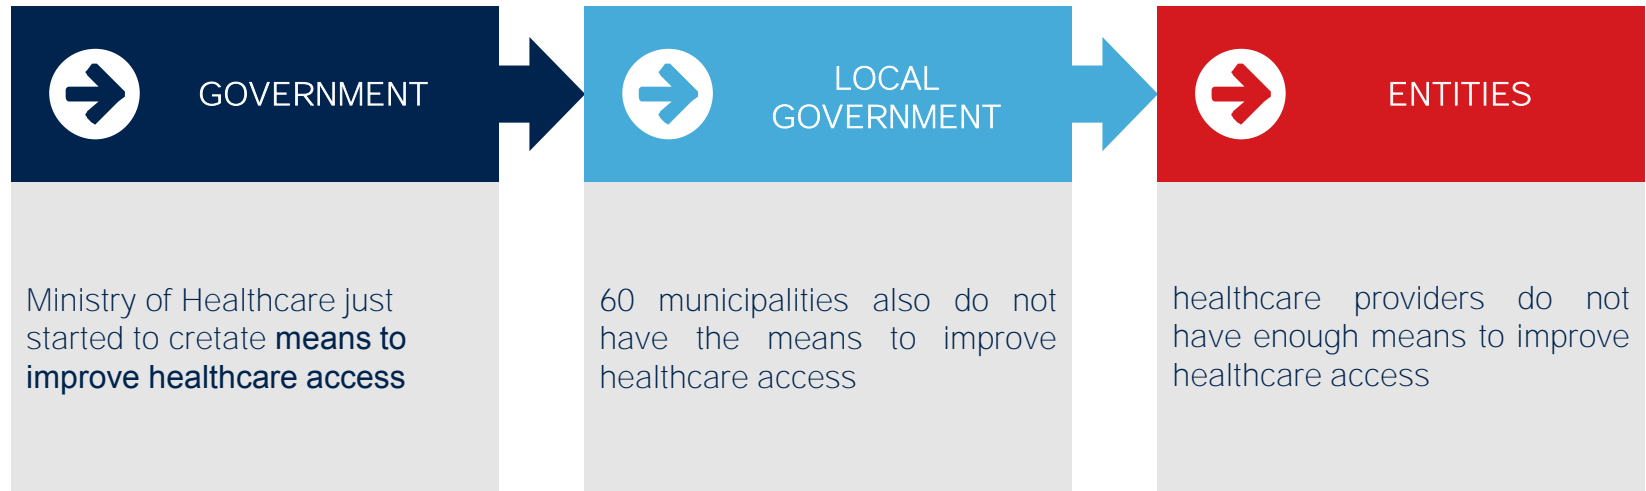 GOVERNMENT
Ministry of Healthcare just
started to cretate means to
improve healthcare access
LOCAL
GOVERNMENT
60 municipalities also do not
have the means to improve
healthcare access
ENTITIES
healthcare providers do not
have enough means to improve
healthcare access